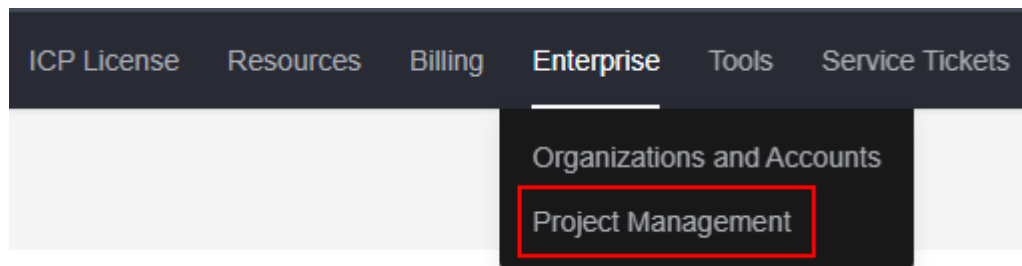 ICP License Resources Billing Enterprise Tools Service Tickets
Organizations and Accounts
Project Management